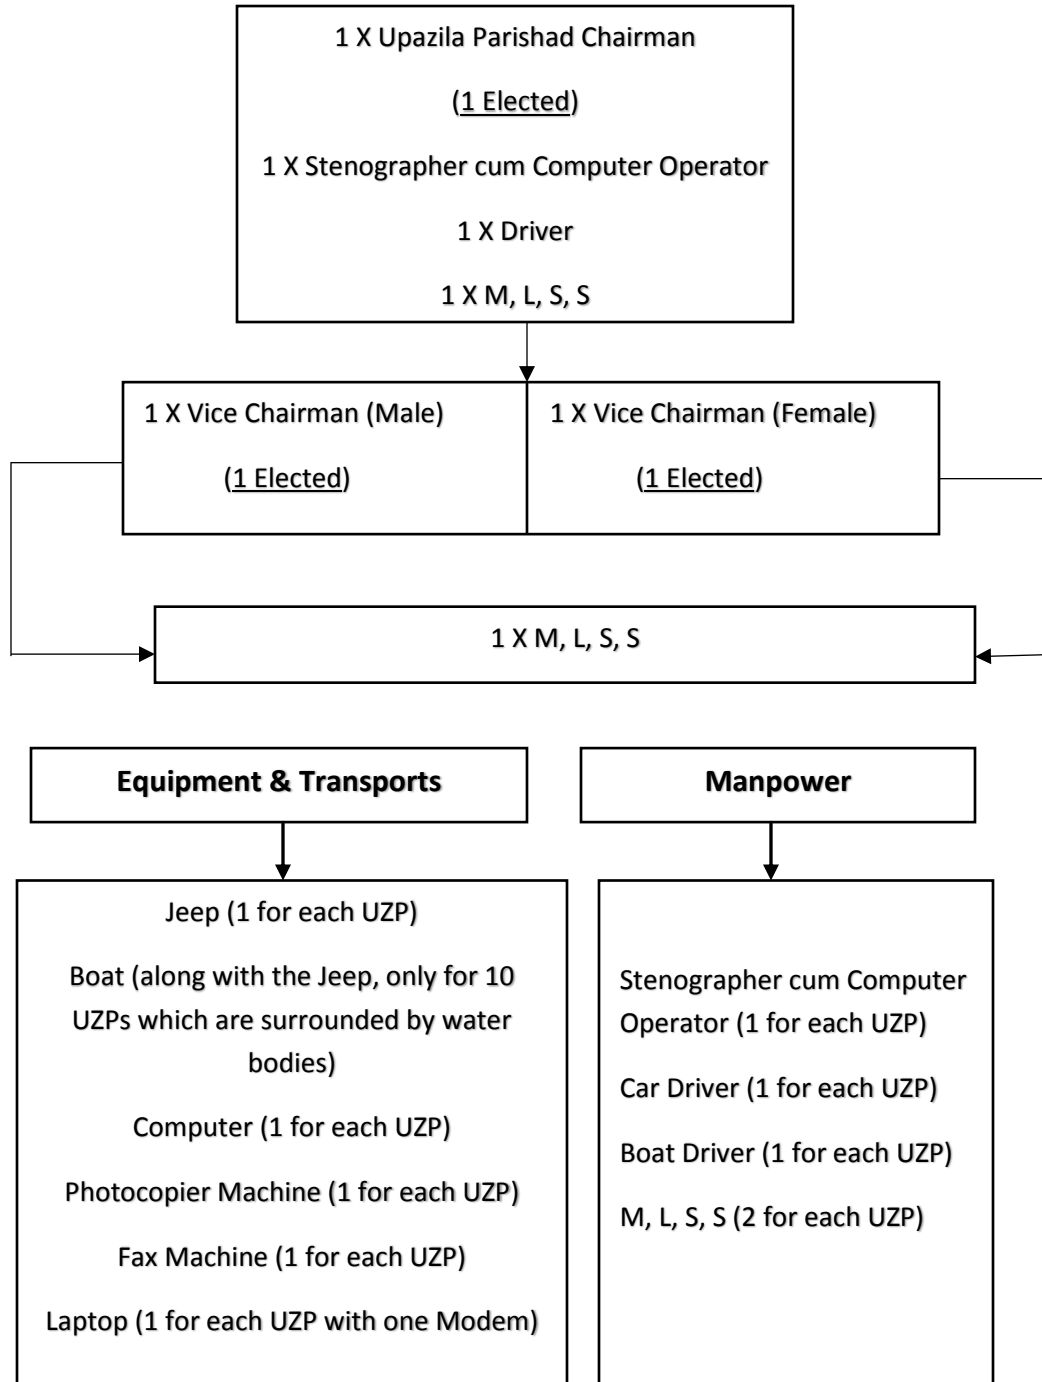 1 X Upazila Parishad Chairman
(1 Elected)
1 X Stenographer cum Computer Operator
1 X Driver
1 X M, L, S, S
1 X Vice Chairman (Male)
(1 Elected)
1 X Vice Chairman (Female)
(1 Elected)
1 X M, L, S, S
Equipment & Transports
Jeep (1 for each UZP)
Boat (along with the Jeep, only for 10
UZPs which are surrounded by water
bodies)
Computer (1 for each UZP)
Photocopier Machine (1 for each UZP)
Fax Machine (1 for each UZP)
Laptop (1 for each UZP with one Modem)
Manpower
Stenographer cum Computer
Operator (1 for each UZP)
Car Driver (1 for each UZP)
Boat Driver (1 for each UZP)
M, L, S, S (2 for each UZP)